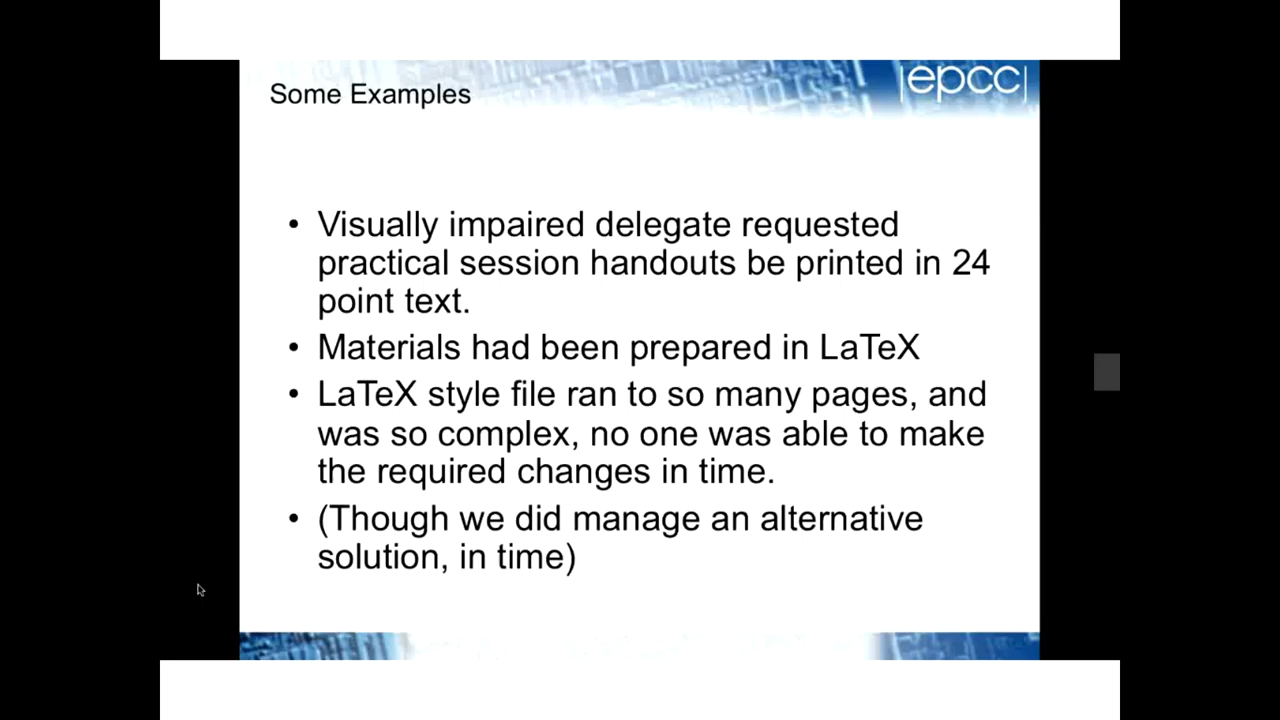 Some Examples
|epcc|
• Visually impaired delegate requested
practical session handouts be printed in 24
point text.
• Materials had been prepared in LaTeX
• LaTeX style file ran to so many pages, and
was so complex, no one was able to make
the required changes in time.
• (Though we did manage an alternative
solution, in time)